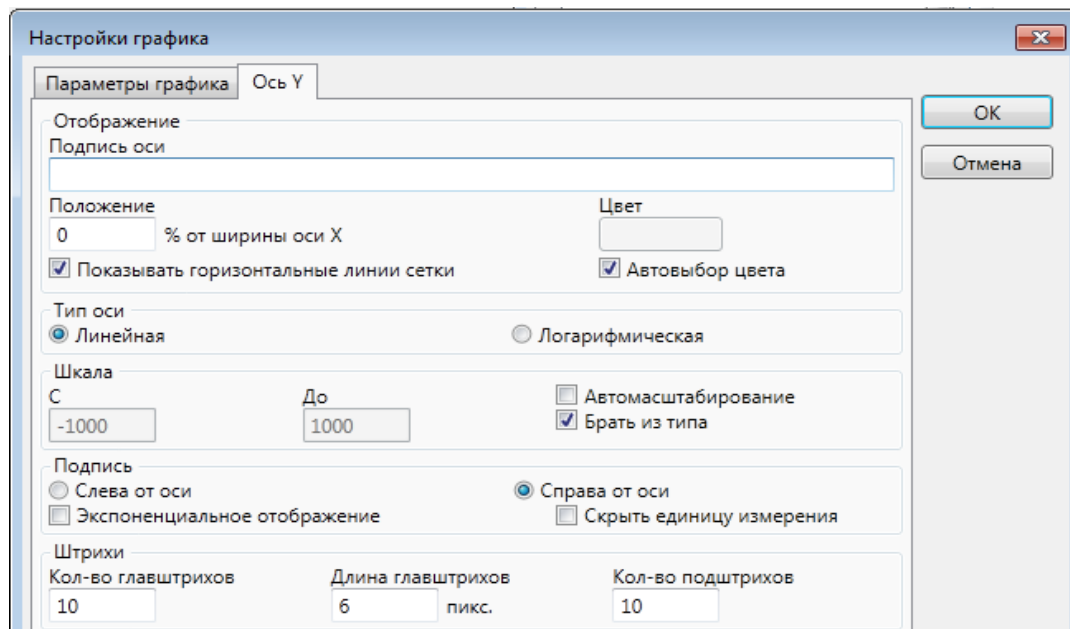 Настройки графика
Параметры графика Ось Y
OK
Отмена
Отображение
Подпись оси
Положение Цвет
0 % от ширины оси X
Показывать горизонтальные линии сетки Автовыбор цвета
Тип оси
Линейная Логарифмическая
Шкала
С До Автомасштабирование
-1000 1000 Брать из типа
Подпись
Слева от оси Справа от оси
Экспоненциальное отображение Скрыть единицу измерения
Штрихи
Кол-во главштрихов Длина главштрихов Кол-во подштрихов
10 6 пикс. 10